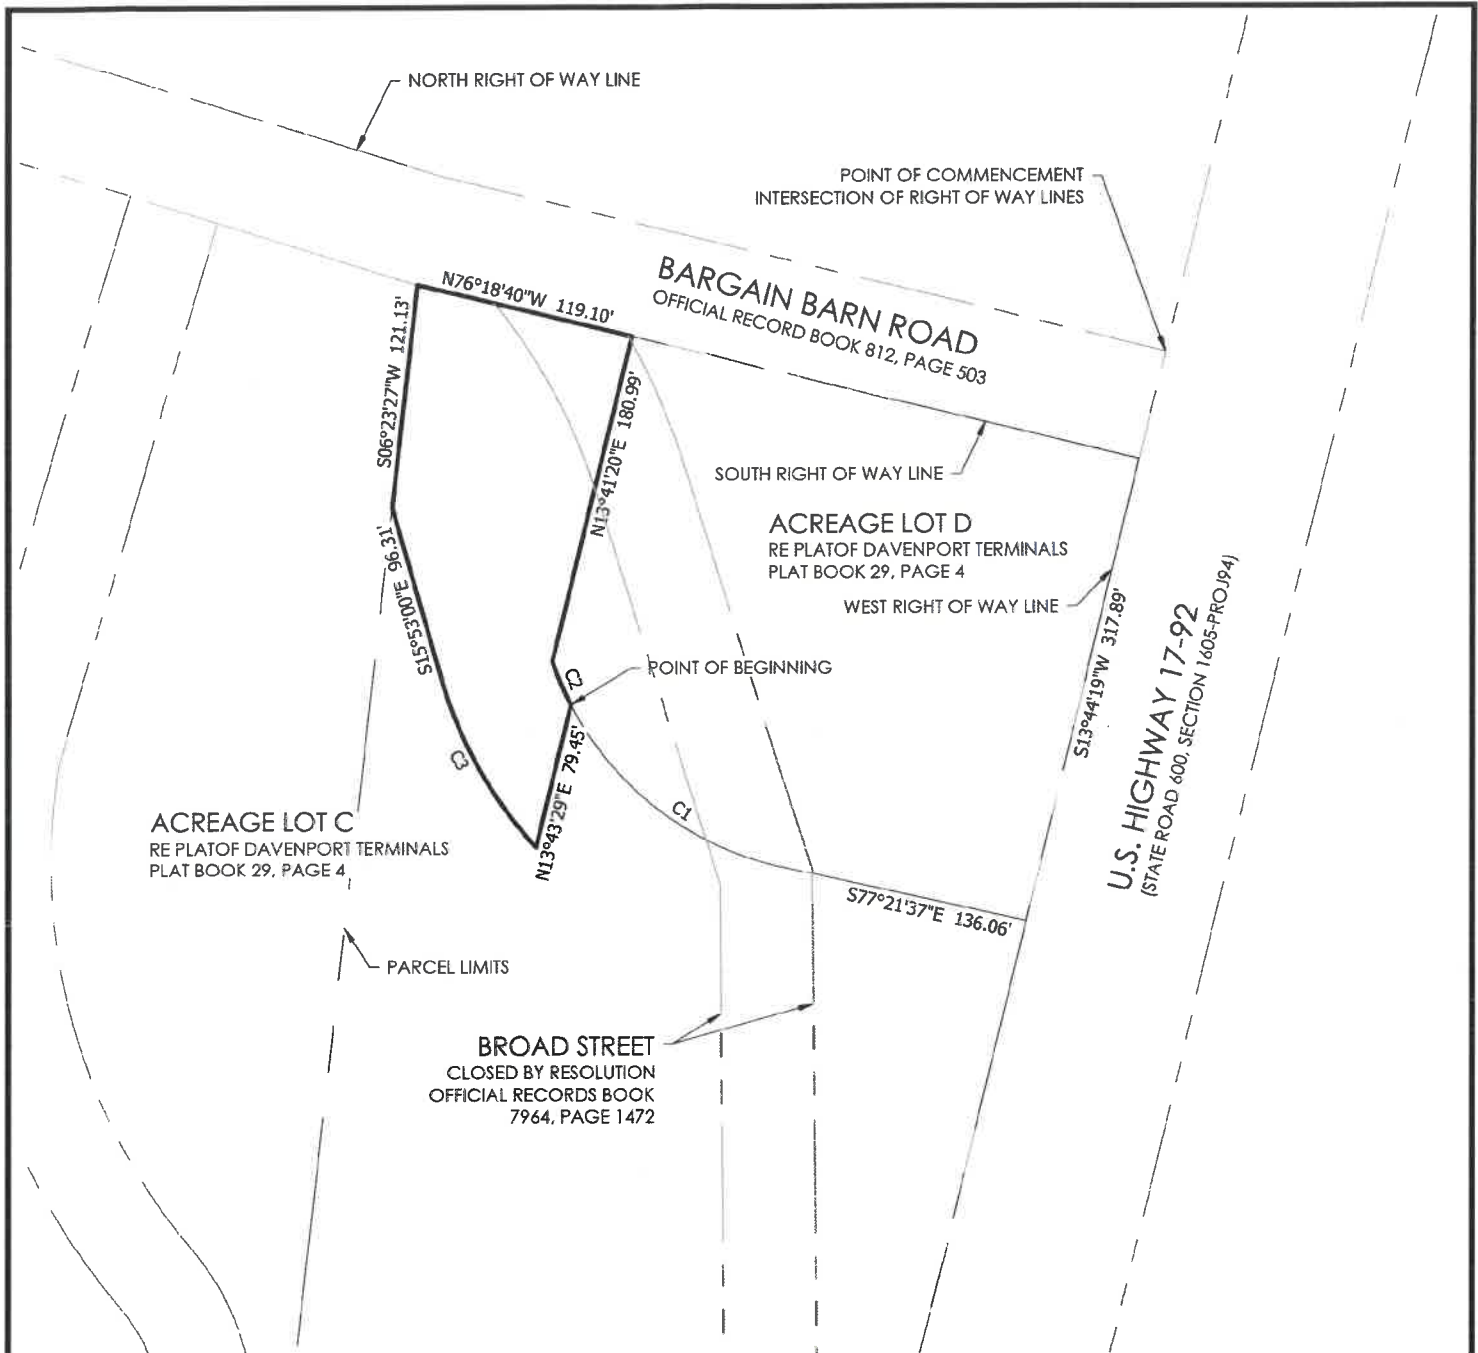 NORTH RIGHT OF WAY LINE
POINT OF COMMENCEMENT
INTERSECTION OF RIGHT OF WAY LINES
BARGAIN BARN ROAD
OFFICIAL RECORD BOOK 812, PAGE 503
N76°18'40"W 119.10'
S06°23'27"W 121.13'
N13°41'20"E 180.99'
SOUTH RIGHT OF WAY LINE
ACREAGE LOT D
RE PLATOF DAVENPORT TERMINALS
PLAT BOOK 29, PAGE 4
WEST RIGHT OF WAY LINE
S15°53'00"E 96.31'
S13°44'19"W 317.89'
U.S. HIGHWAY 17-92
(STATE ROAD 600, SECTION 1605-PROJ94)
C2
POINT OF BEGINNING
C3
N13°43'29"E 79.45'
C1
ACREAGE LOT C
RE PLATOF DAVENPORT TERMINALS
PLAT BOOK 29, PAGE 4
S77°21'37"E 136.06'
PARCEL LIMITS
BROAD STREET
CLOSED BY RESOLUTION
OFFICIAL RECORDS BOOK
7964, PAGE 1472